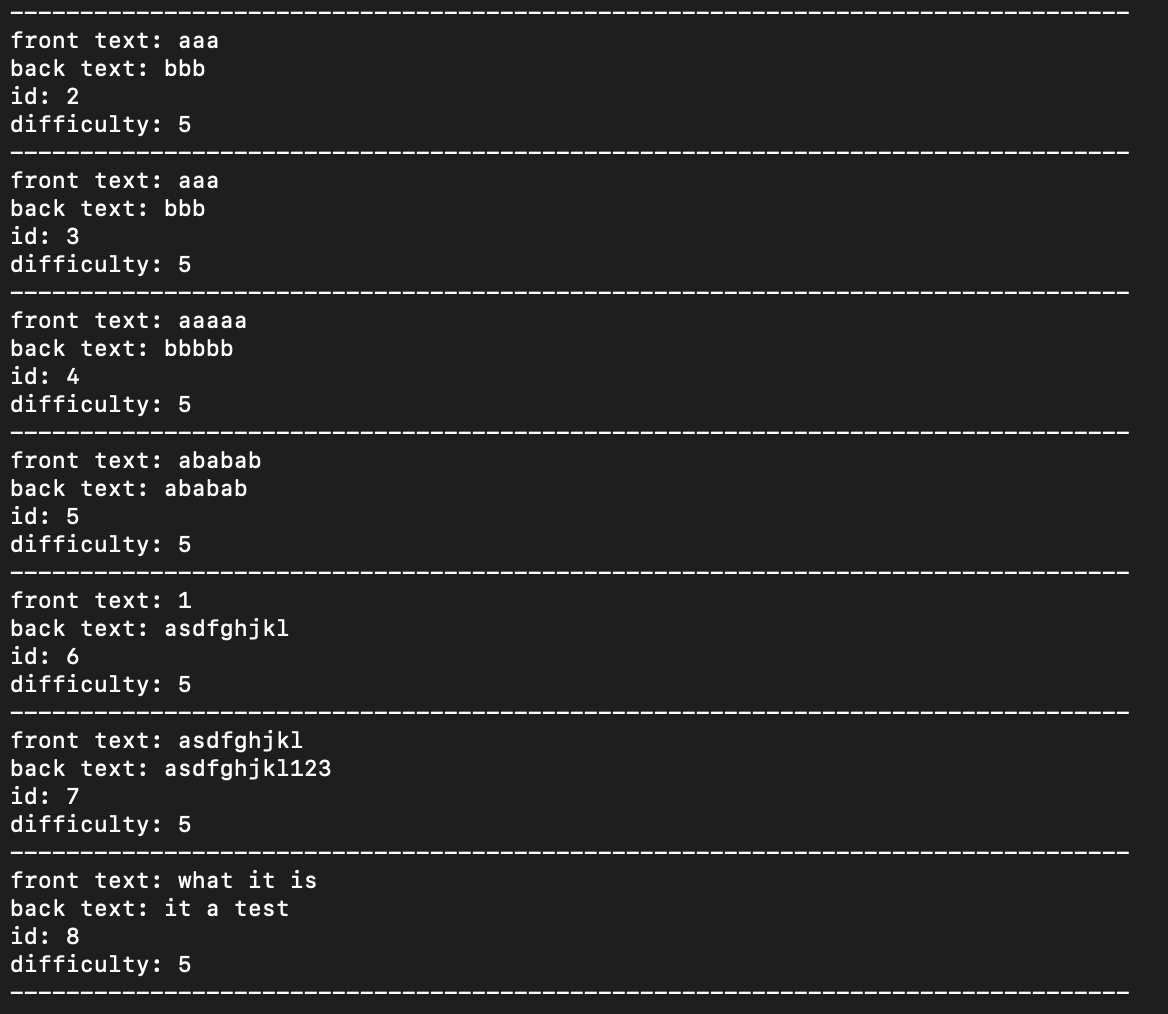 --------------------------------------------------------------------------------
front text: aaa
back text: bbb
id: 2
difficulty: 5
--------------------------------------------------------------------------------
front text: aaa
back text: bbb
id: 3
difficulty: 5
--------------------------------------------------------------------------------
front text: aaaaa
back text: bbbbb
id: 4
difficulty: 5
--------------------------------------------------------------------------------
front text: ababab
back text: ababab
id: 5
difficulty: 5
--------------------------------------------------------------------------------
front text: 1
back text: asdfghjkl
id: 6
difficulty: 5
--------------------------------------------------------------------------------
front text: asdfghjkl
back text: asdfghjkl123
id: 7
difficulty: 5
--------------------------------------------------------------------------------
front text: what it is
back text: it a test
id: 8
difficulty: 5
--------------------------------------------------------------------------------